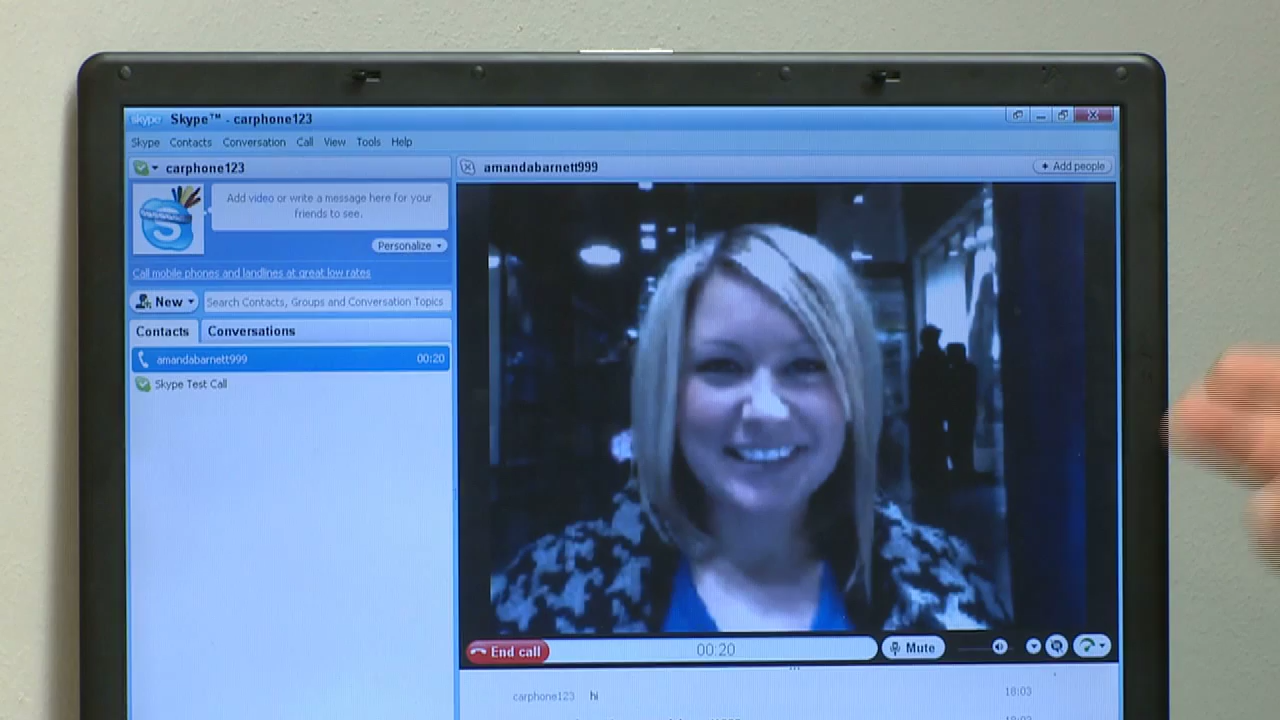 skype Skype™ - carphone123
Skype Contacts Conversation Call View Tools Help
carphone123
amandabarnett999
+ Add people
Add video or write a message here for your
friends to see.
S
Personalize
Call mobile phones and landlines at great low rates
New
Search Contacts, Groups and Conversation Topics
Contacts
Conversations
amandabarnett999 00:20
Skype Test Call
End call
00:20
Mute
carphone123 hi 18:03